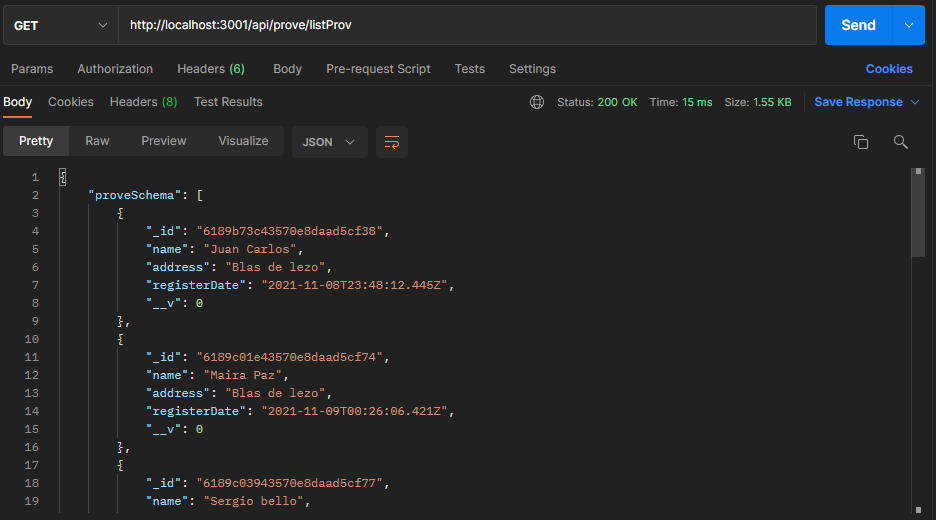 GET http://localhost:3001/api/prove/listProv Send
Params Authorization Headers (6) Body Pre-request Script Tests Settings Cookies
Body Cookies Headers (8) Test Results Status: 200 OK Time: 15 ms Size: 1.55 KB Save Response
Pretty Raw Preview Visualize JSON
1 {
2 "proveSchema": [
3 {
4 "_id": "6189b73c43570e8daad5cf38",
5 "name": "Juan Carlos",
6 "address": "Blas de lezo",
7 "registerDate": "2021-11-08T23:48:12.445Z",
8 "__v": 0
9 },
10 {
11 "_id": "6189c01e43570e8daad5cf74",
12 "name": "Maira Paz",
13 "address": "Blas de lezo",
14 "registerDate": "2021-11-09T00:26:06.421Z",
15 "__v": 0
16 },
17 {
18 "_id": "6189c03943570e8daad5cf77",
19 "name": "Sergio bello",